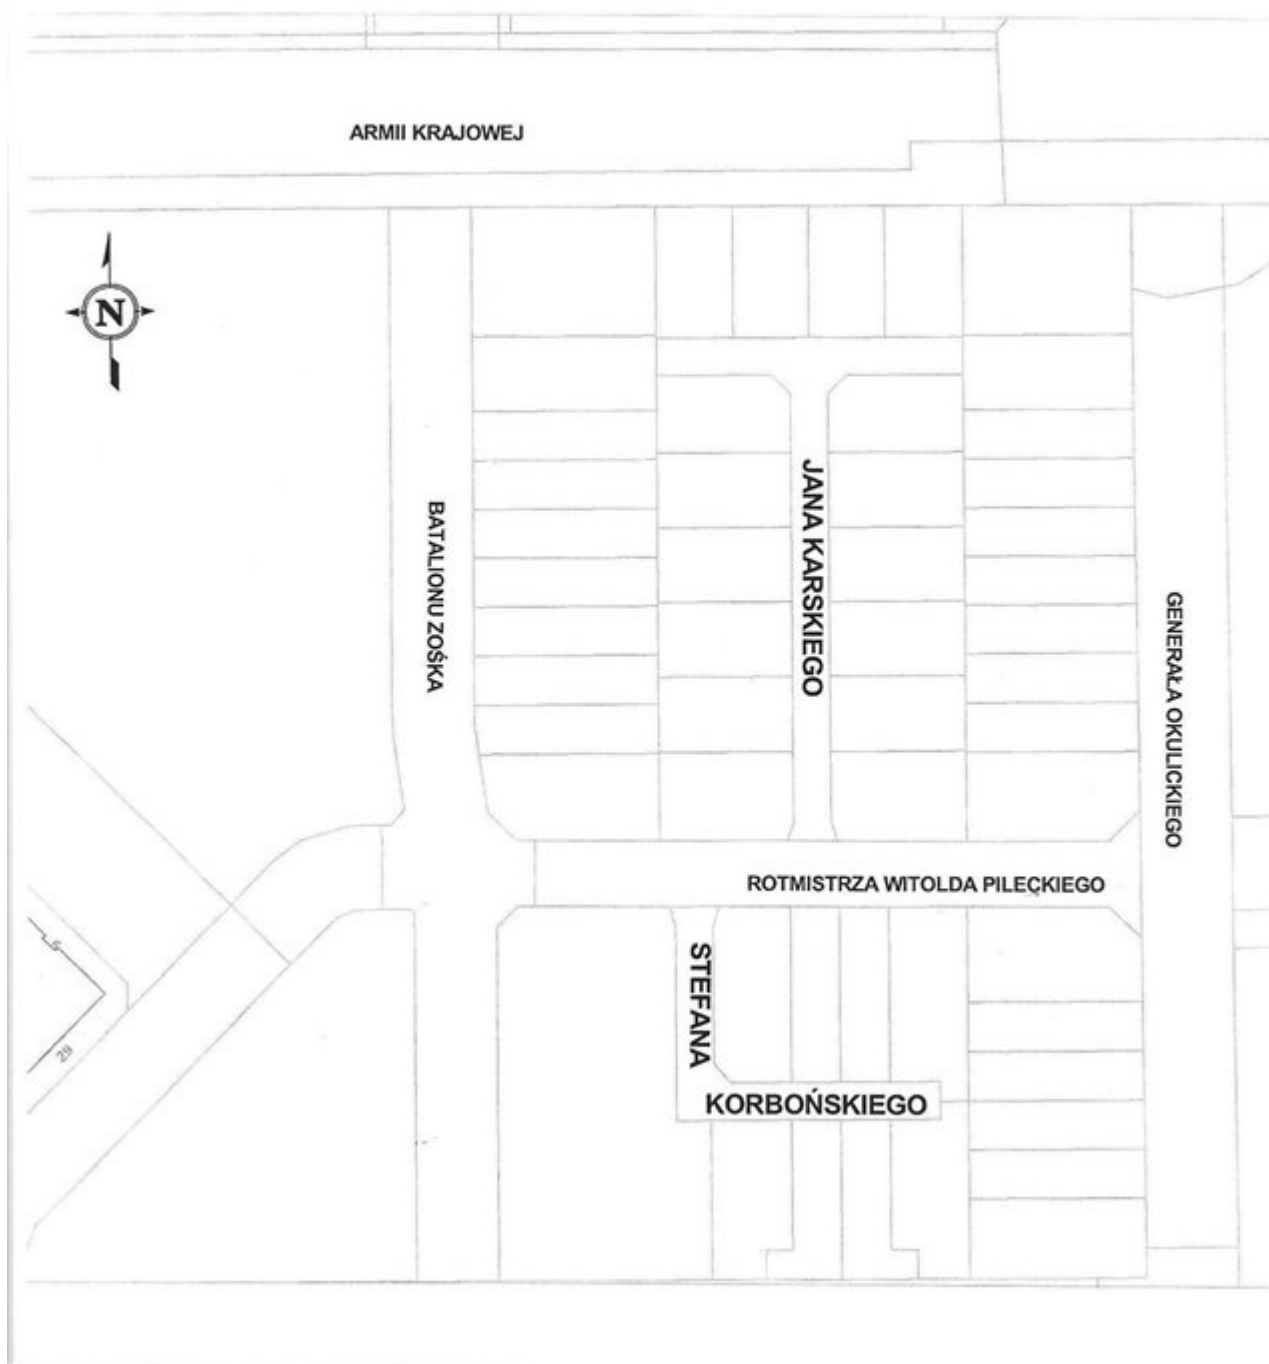 ARMII KRAJOWEJ
N
BATALIONU ZOŚKA
JANA KARSKIEGO
GENERAŁA OKULICKIEGO
ROTMISTRZA WITOLDA PILECKIEGO
STEFANA
KORBOŃSKIEGO
29